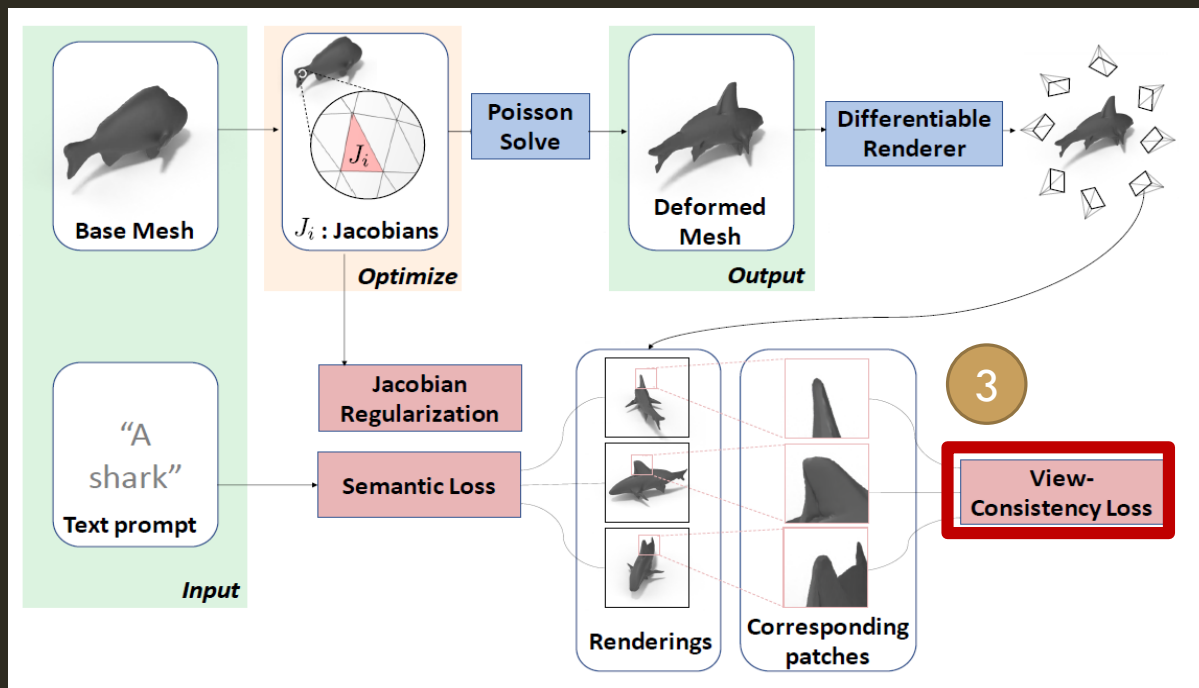 Base Mesh
J_i
J_i : Jacobians
Optimize
Poisson
Solve
Deformed
Mesh
Output
Differentiable
Renderer
“A
shark”
Text prompt
Input
Jacobian
Regularization
Semantic Loss
Renderings
Corresponding
patches
3
View-
Consistency Loss